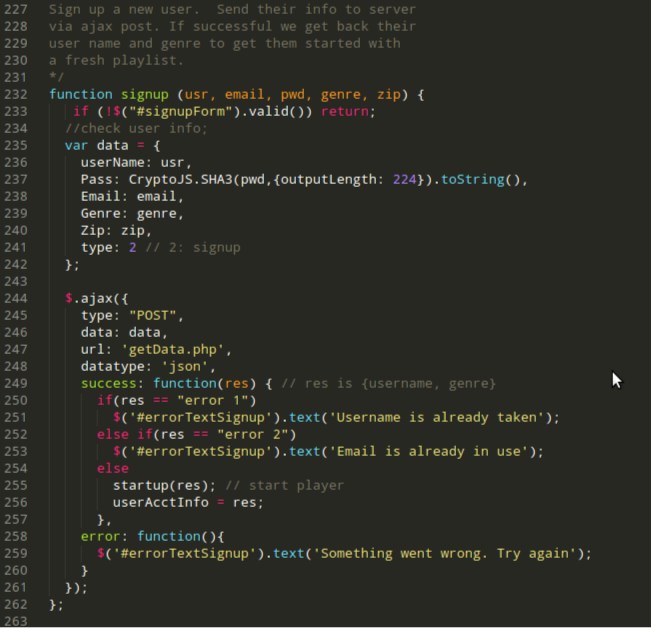 227 Sign up a new user.  Send their info to server
228 via ajax post. If successful we get back their
229 user name and genre to get them started with
230 a fresh playlist.
231 */
232 function signup (usr, email, pwd, genre, zip) {
233    if (!$("#signupForm").valid()) return;
234   //check user info;
235   var data = {
236     userName: usr,
237     Pass: CryptoJS.SHA3(pwd,{outputLength: 224}).toString(),
238     Email: email,
239     Genre: genre,
240     Zip: zip,
241     type: 2 // 2: signup
242   };
243
244   $.ajax({
245     type: "POST",
246     data: data,
247     url: 'getData.php',
248     datatype: 'json',
249     success: function(res) { // res is {username, genre}
250       if(res == "error 1")
251         $('#errorTextSignup').text('Username is already taken');
252       else if(res == "error 2")
253         $('#errorTextSignup').text('Email is already in use');
254       else
255         startup(res); // start player
256         userAcctInfo = res;
257       },
258     error: function(){
259       $('#errorTextSignup').text('Something went wrong. Try again');
260     }
261   });
262 };
263